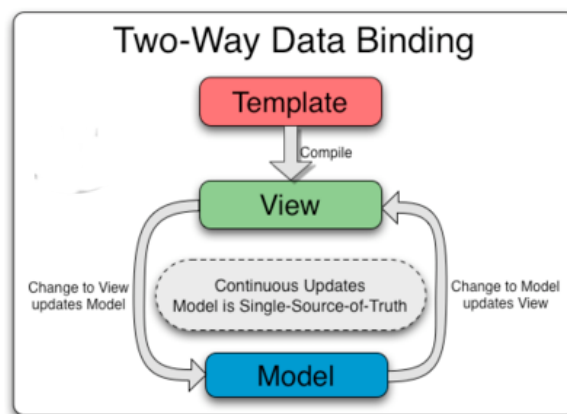 Two-Way Data Binding
Template
Compile
View
Change to View
updates Model
Continuous Updates
Model is Single-Source-of-Truth
Change to Model
updates View
Model